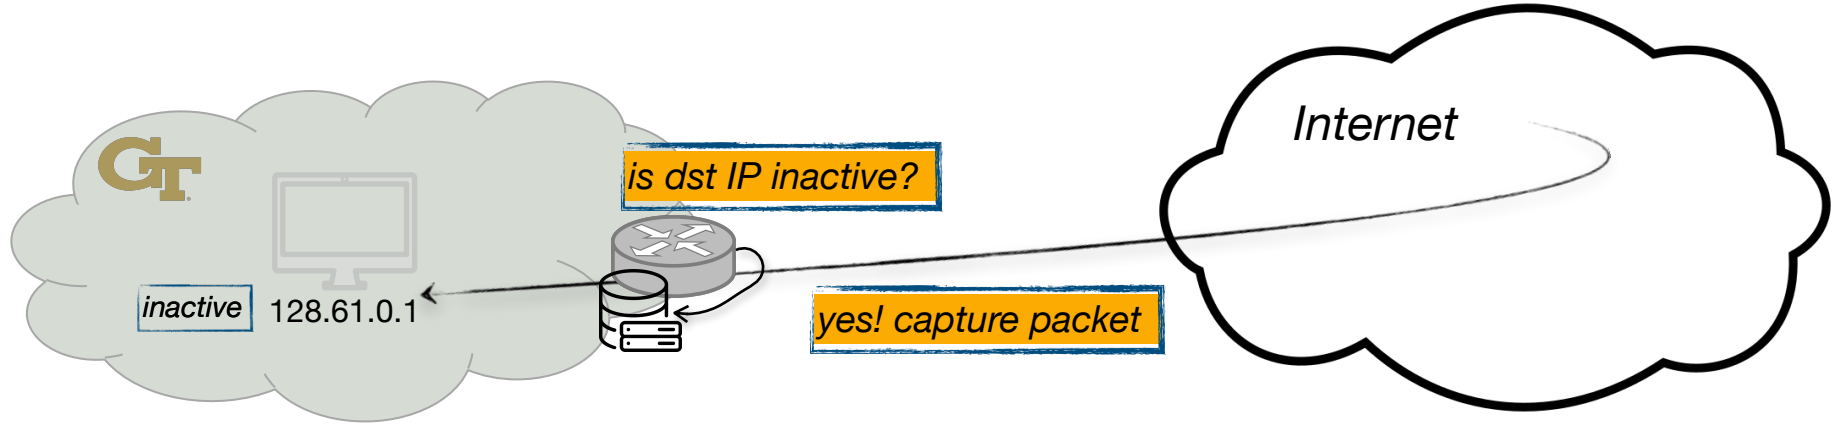 GT
Internet
is dst IP inactive?
inactive 128.61.0.1
yes! capture packet